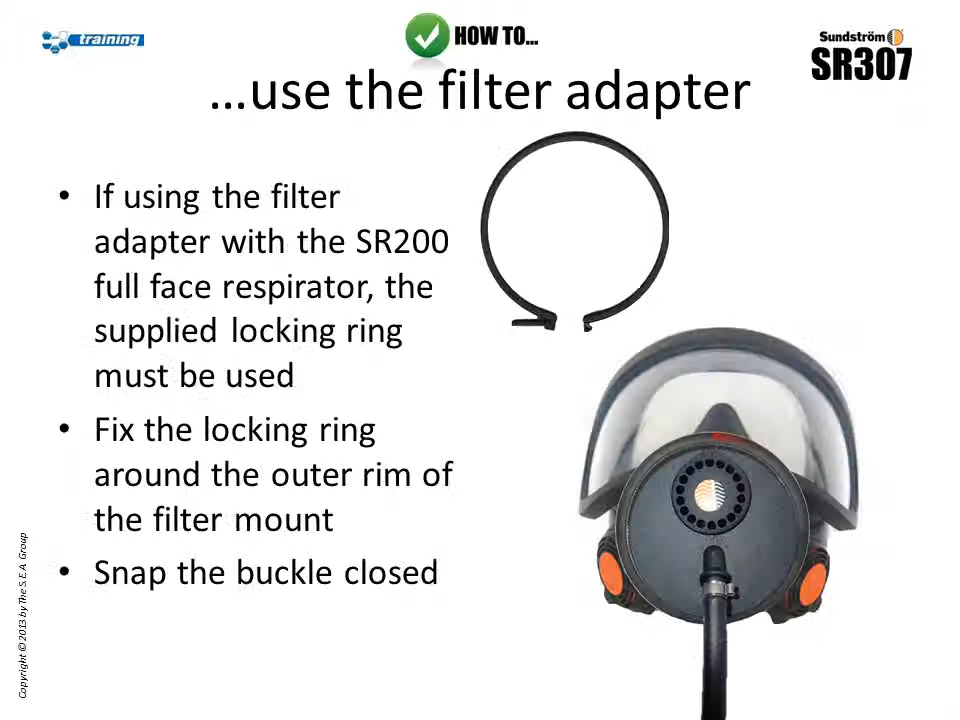 training
HOW TO...
Sundström
SR307
...use the filter adapter
• If using the filter
adapter with the SR200
full face respirator, the
supplied locking ring
must be used
• Fix the locking ring
around the outer rim of
the filter mount
• Snap the buckle closed
Copyright © 2013 by The S.E.A. Group